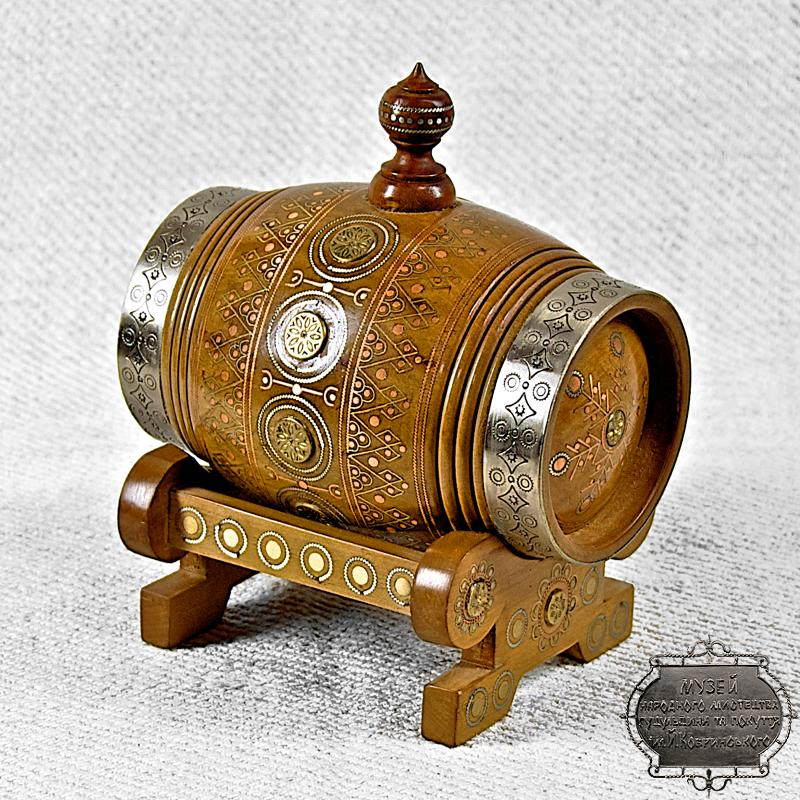 МУЗЕЙ
НАРОДНОГО МИСТЕЦТВА
ГУЦУЛЬЩИНИ ТА ПОКУТТЯ
ім. Й. КОБРИНСЬКОГО